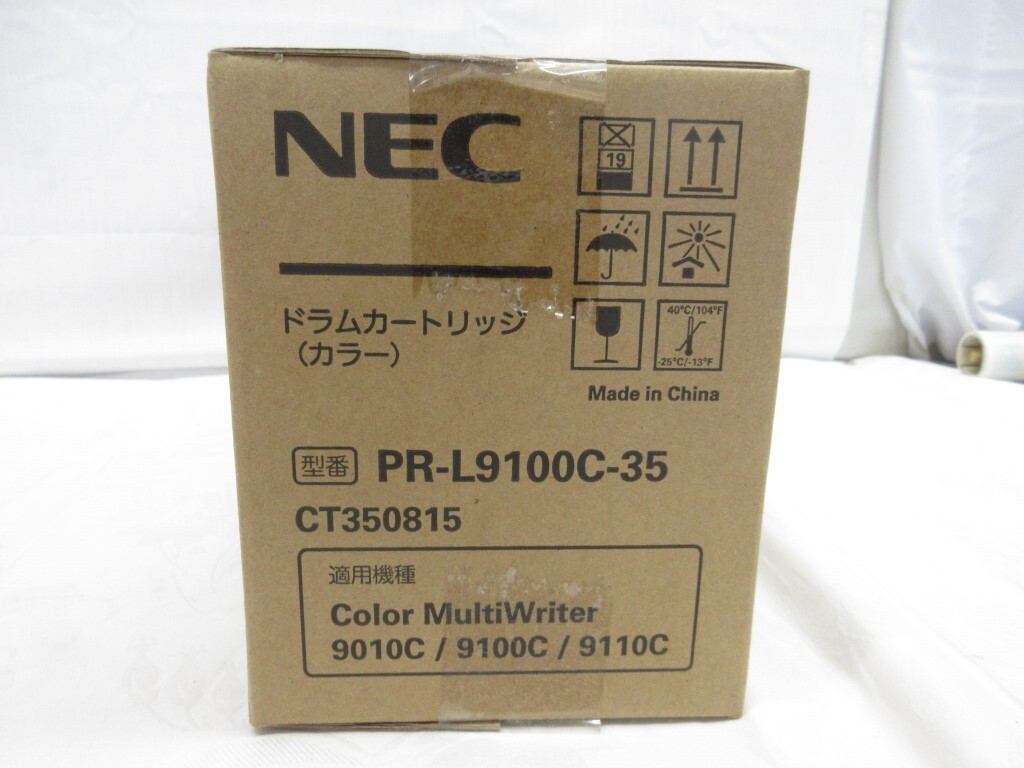 NEC
19
ドラムカートリッジ
(カラー)
40°C/104°F
-25°C/-13°F
Made in China
型番 PR-L9100C-35
CT350815
適用機種
Color MultiWriter
9010C / 9100C / 9110C